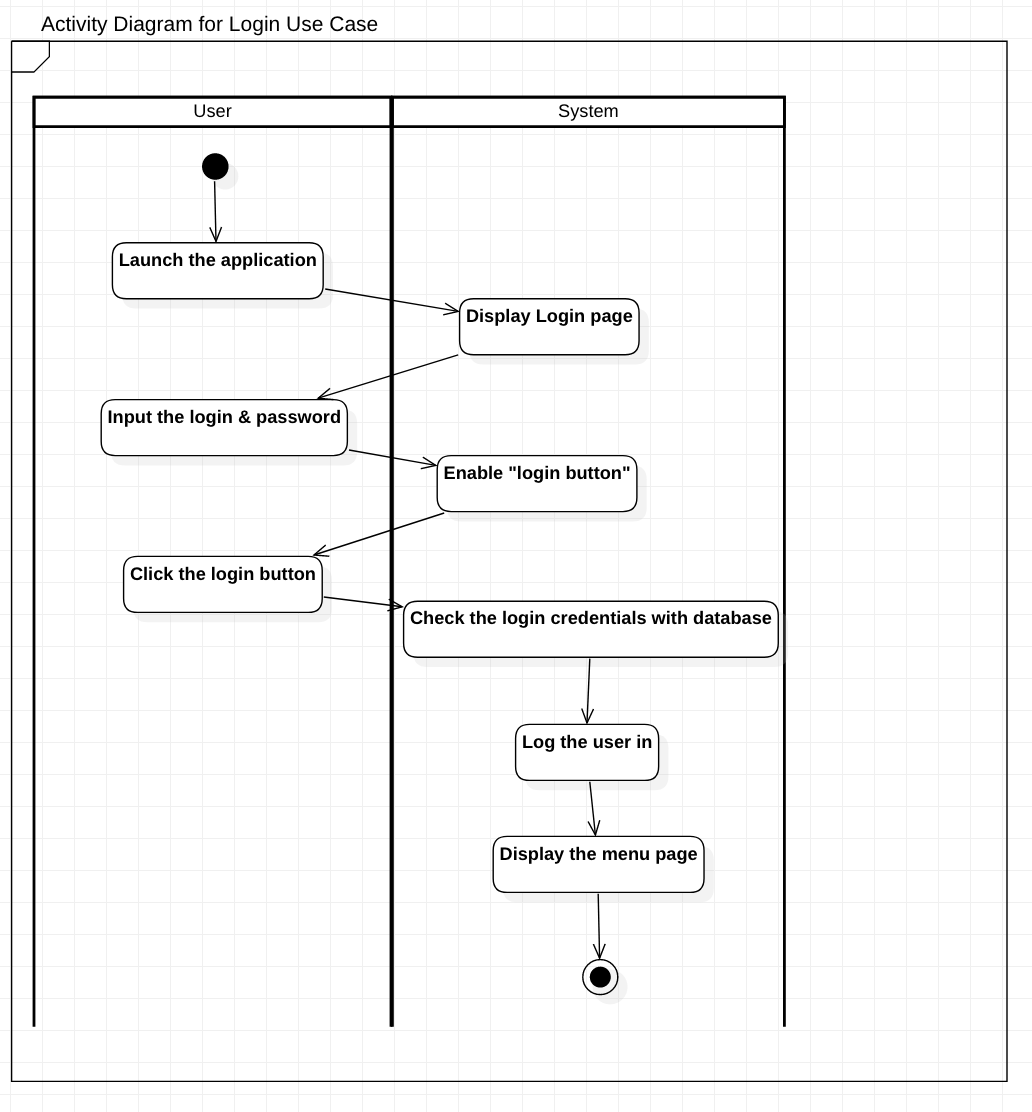 Activity Diagram for Login Use Case
User
System
Launch the application
Display Login page
Input the login & password
Enable "login button"
Click the login button
Check the login credentials with database
Log the user in
Display the menu page